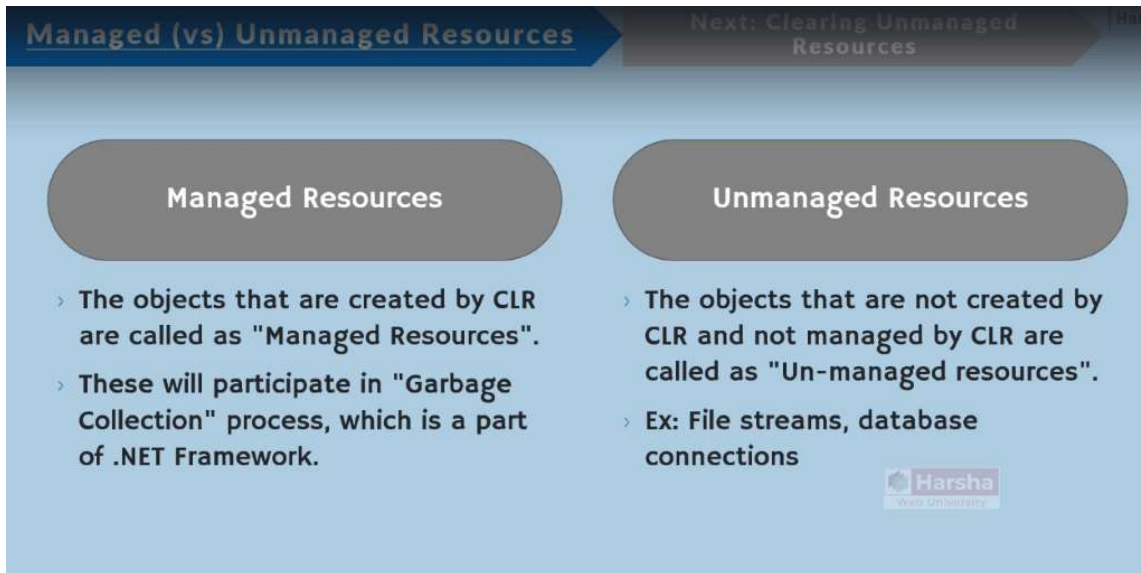 Managed (vs) Unmanaged Resources
Next: Clearing Unmanaged
Resources
Managed Resources
› The objects that are created by CLR
are called as "Managed Resources".
› These will participate in "Garbage
Collection" process, which is a part
of .NET Framework.
Unmanaged Resources
› The objects that are not created by
CLR and not managed by CLR are
called as "Un-managed resources".
› Ex: File streams, database
connections
Harsha
Web University